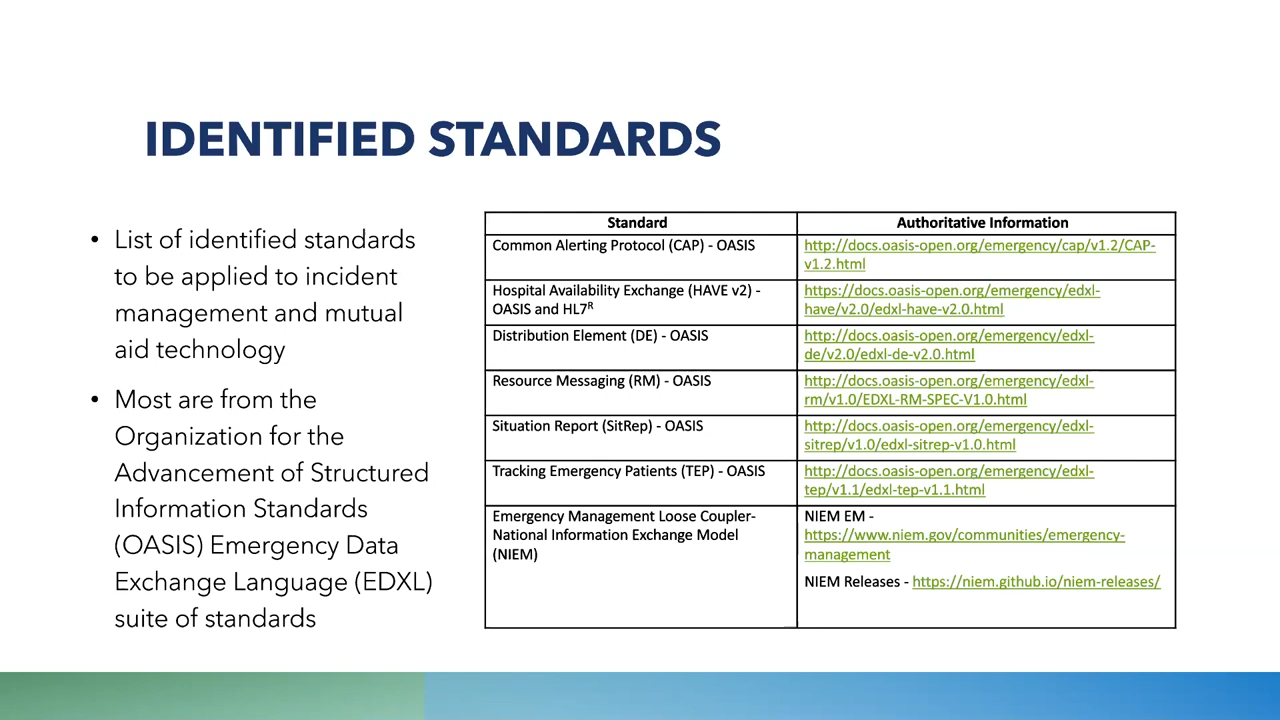 IDENTIFIED STANDARDS
• List of identified standards
to be applied to incident
management and mutual
aid technology
• Most are from the
Organization for the
Advancement of Structured
Information Standards
(OASIS) Emergency Data
Exchange Language (EDXL)
suite of standards
Standard
Authoritative Information
Common Alerting Protocol (CAP) - OASIS
http://docs.oasis-open.org/emergency/cap/v1.2/CAP-
v1.2.html
Hospital Availability Exchange (HAVE v2) -
OASIS and HL7ᴿ
https://docs.oasis-open.org/emergency/edxl-
have/v2.0/edxl-have-v2.0.html
Distribution Element (DE) - OASIS
http://docs.oasis-open.org/emergency/edxl-
de/v2.0/edxl-de-v2.0.html
Resource Messaging (RM) - OASIS
http://docs.oasis-open.org/emergency/edxl-
rm/v1.0/EDXL-RM-SPEC-V1.0.html
Situation Report (SitRep) - OASIS
http://docs.oasis-open.org/emergency/edxl-
sitrep/v1.0/edxl-sitrep-v1.0.html
Tracking Emergency Patients (TEP) - OASIS
http://docs.oasis-open.org/emergency/edxl-
tep/v1.1/edxl-tep-v1.1.html
Emergency Management Loose Coupler-
National Information Exchange Model
(NIEM)
NIEM EM -
https://www.niem.gov/communities/emergency-
management
NIEM Releases - https://niem.github.io/niem-releases/